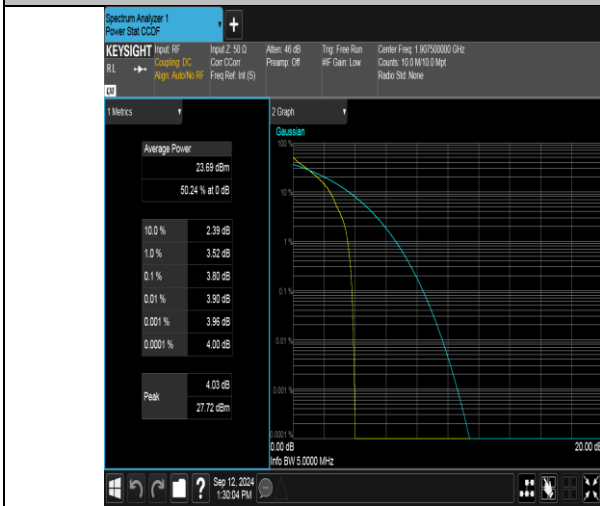 Spectrum Analyzer 1
Power Stat CCDF
+
KEYSIGHT
RL
LXI
Input: RF
Coupling: DC
Align: Auto/No RF
Input Z: 50 Ω
Corr CCorr
Freq Ref: Int (S)
Atten: 46 dB
Preamp: Off
Trig: Free Run
#IF Gain: Low
Center Freq: 1.907500000 GHz
Counts: 10.0 M/10.0 Mpt
Radio Std: None
1 Metrics
Average Power
23.69 dBm
50.24 % at 0 dB
10.0 % 2.39 dB
1.0 % 3.52 dB
0.1 % 3.80 dB
0.01 % 3.90 dB
0.001 % 3.96 dB
0.0001 % 4.00 dB
Peak
4.03 dB
27.72 dBm
2 Graph
Gaussian
100 %
10 %
1 %
0.1 %
0.01 %
0.001 %
0.0001 %
0.00 dB
20.00 dB
Info BW 5.0000 MHz
?
Sep 12, 2024
1:30:04 PM